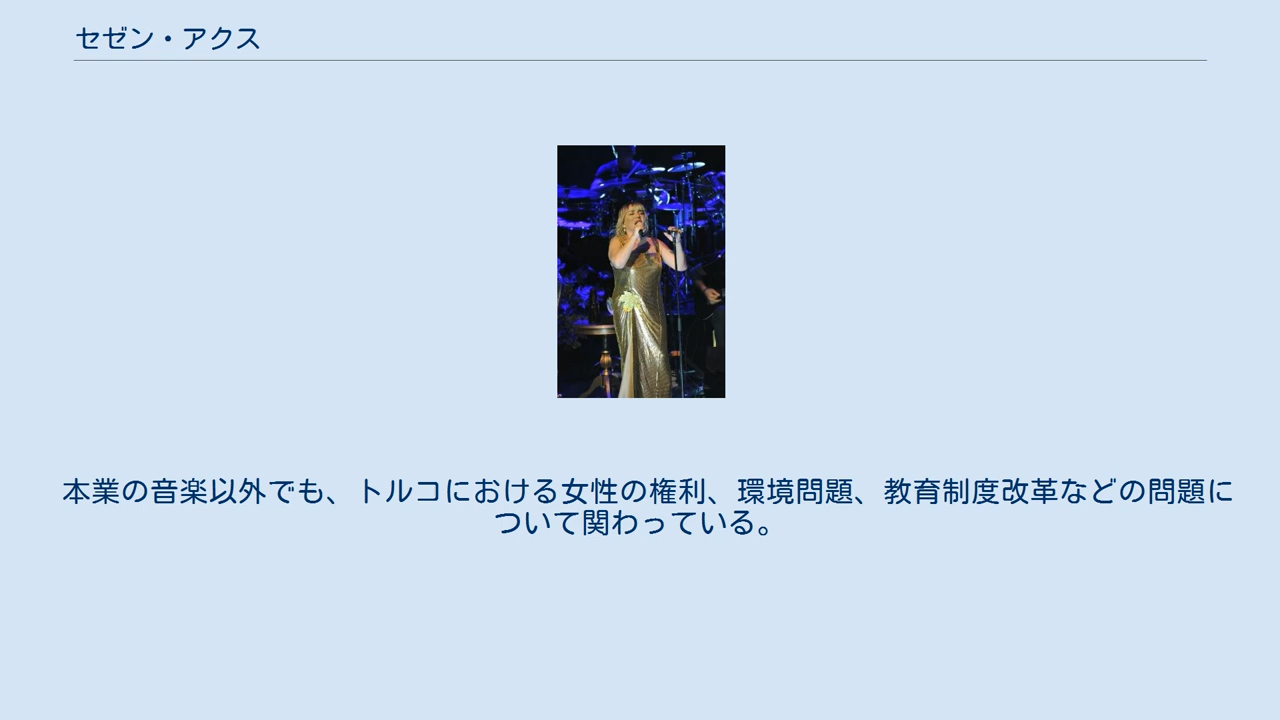 セゼン・アクス
本業の音楽以外でも、トルコにおける女性の権利、環境問題、教育制度改革などの問題に
ついて関わっている。